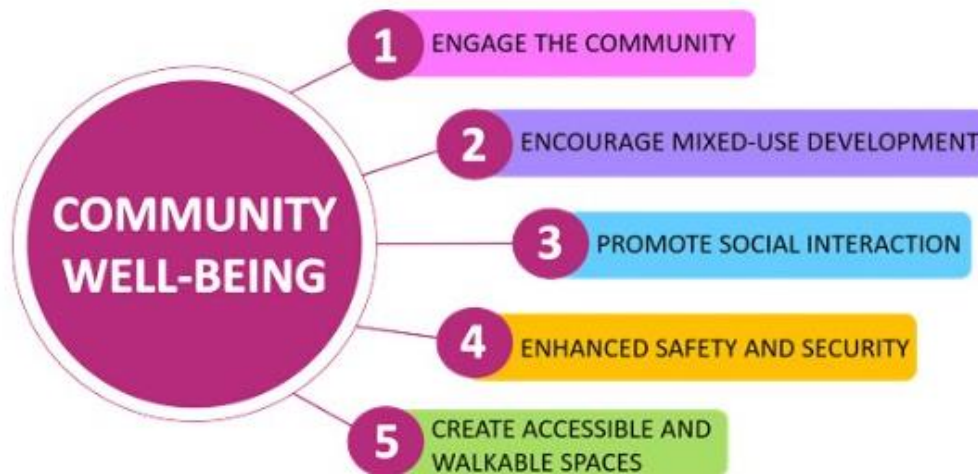 COMMUNITY
WELL-BEING
1 ENGAGE THE COMMUNITY
2 ENCOURAGE MIXED-USE DEVELOPMENT
3 PROMOTE SOCIAL INTERACTION
4 ENHANCED SAFETY AND SECURITY
5 CREATE ACCESSIBLE AND
WALKABLE SPACES